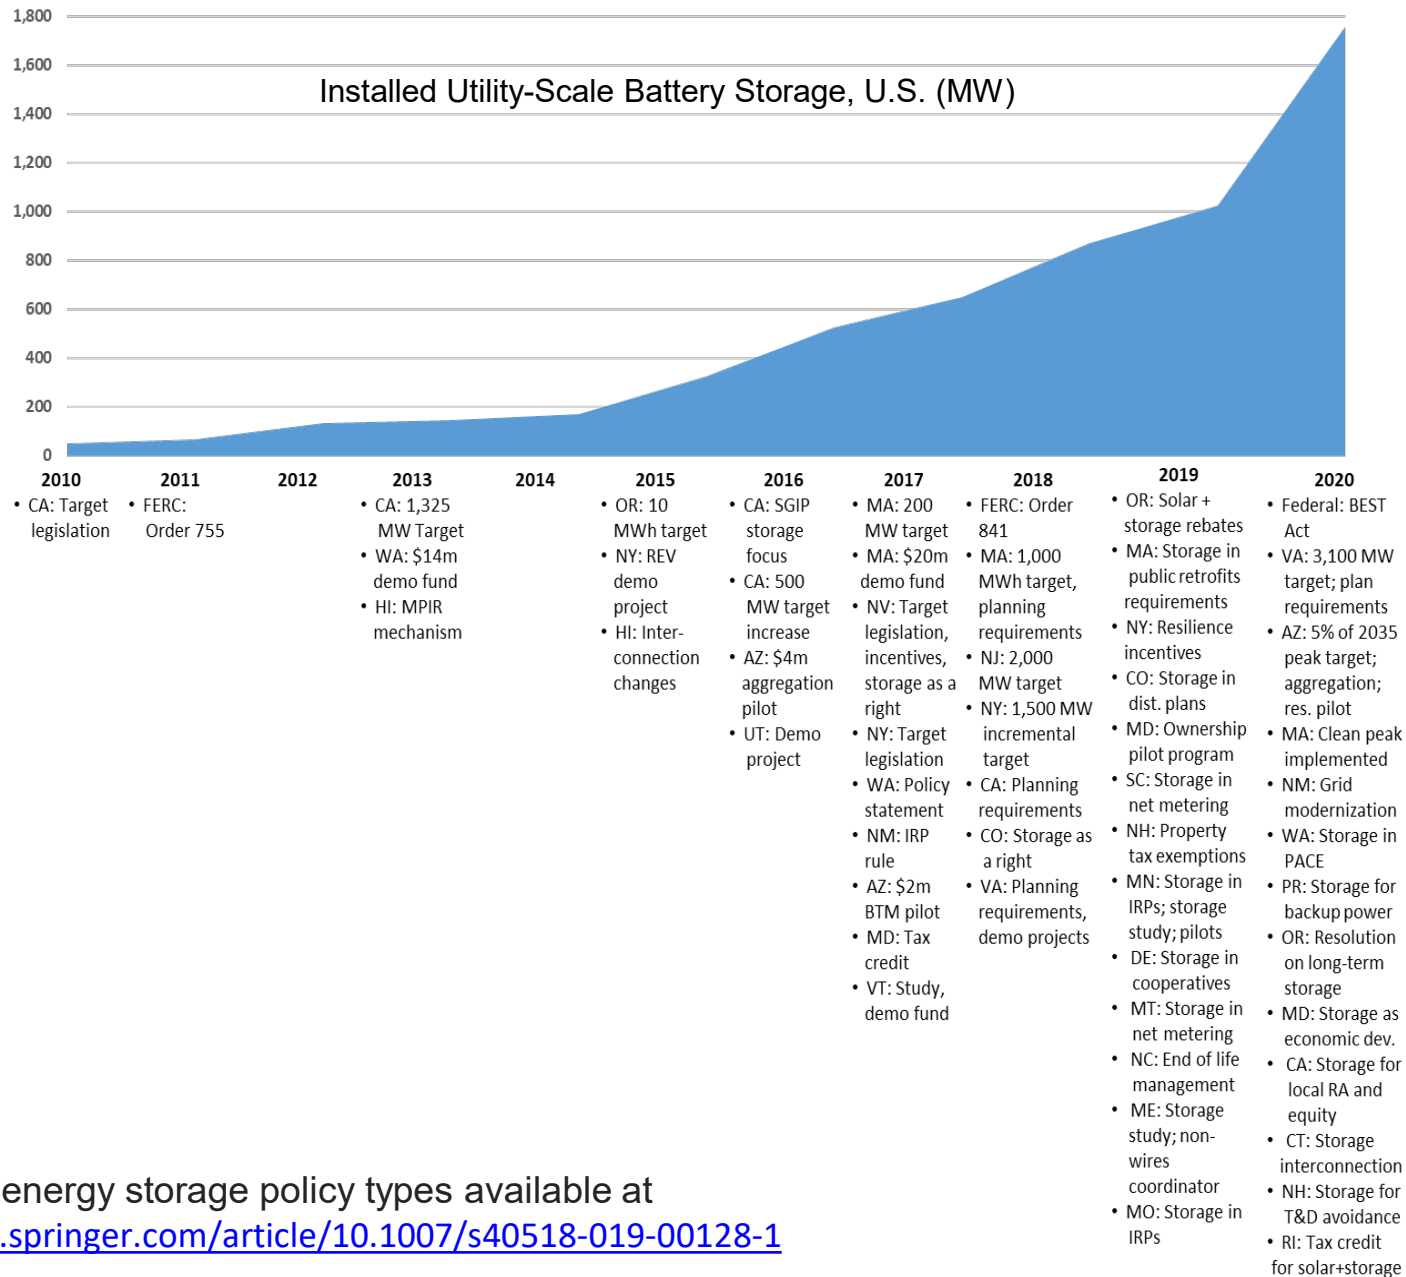 1,800
1,600
1,400
1,200
1,000
800
600
400
200
0
Installed Utility-Scale Battery Storage, U.S. (MW)
2010
• CA: Target
legislation
2011
• FERC:
Order 755
2012
2013
• CA: 1,325
MW Target
• WA: $14m
demo fund
• HI: MPIR
mechanism
2014
2015
• OR: 10
MWh target
• NY: REV
demo
project
• HI: Inter-
connection
changes
2016
• CA: SGIP
storage
focus
• CA: 500
MW target
increase
• AZ: $4m
aggregation
pilot
• UT: Demo
project
2017
• MA: 200
MW target
• MA: $20m
demo fund
• NV: Target
legislation,
incentives,
storage as a
right
• NY: Target
legislation
• WA: Policy
statement
• NM: IRP
rule
• AZ: $2m
BTM pilot
• MD: Tax
credit
• VT: Study,
demo fund
2018
• FERC: Order
841
• MA: 1,000
MWh target,
planning
requirements
• NJ: 2,000
MW target
• NY: 1,500 MW
incremental
target
• CA: Planning
requirements
• CO: Storage as
a right
• VA: Planning
requirements,
demo projects
2019
• OR: Solar +
storage rebates
• MA: Storage in
public retrofits
requirements
• NY: Resilience
incentives
• CO: Storage in
dist. plans
• MD: Ownership
pilot program
• SC: Storage in
net metering
• NH: Property
tax exemptions
• MN: Storage in
IRPs; storage
study; pilots
• DE: Storage in
cooperatives
• MT: Storage in
net metering
• NC: End of life
management
• ME: Storage
study; non-
wires
coordinator
• MO: Storage in
IRPs
2020
• Federal: BEST
Act
• VA: 3,100 MW
target; plan
requirements
• AZ: 5% of 2035
peak target;
aggregation;
res. pilot
• MA: Clean peak
implemented
• NM: Grid
modernization
• WA: Storage in
PACE
• PR: Storage for
backup power
• OR: Resolution
on long-term
storage
• MD: Storage as
economic dev.
• CA: Storage for
local RA and
equity
• CT: Storage
interconnection
• NH: Storage for
T&D avoidance
• RI: Tax credit
for solar+storage
energy storage policy types available at
.springer.com/article/10.1007/s40518-019-00128-1